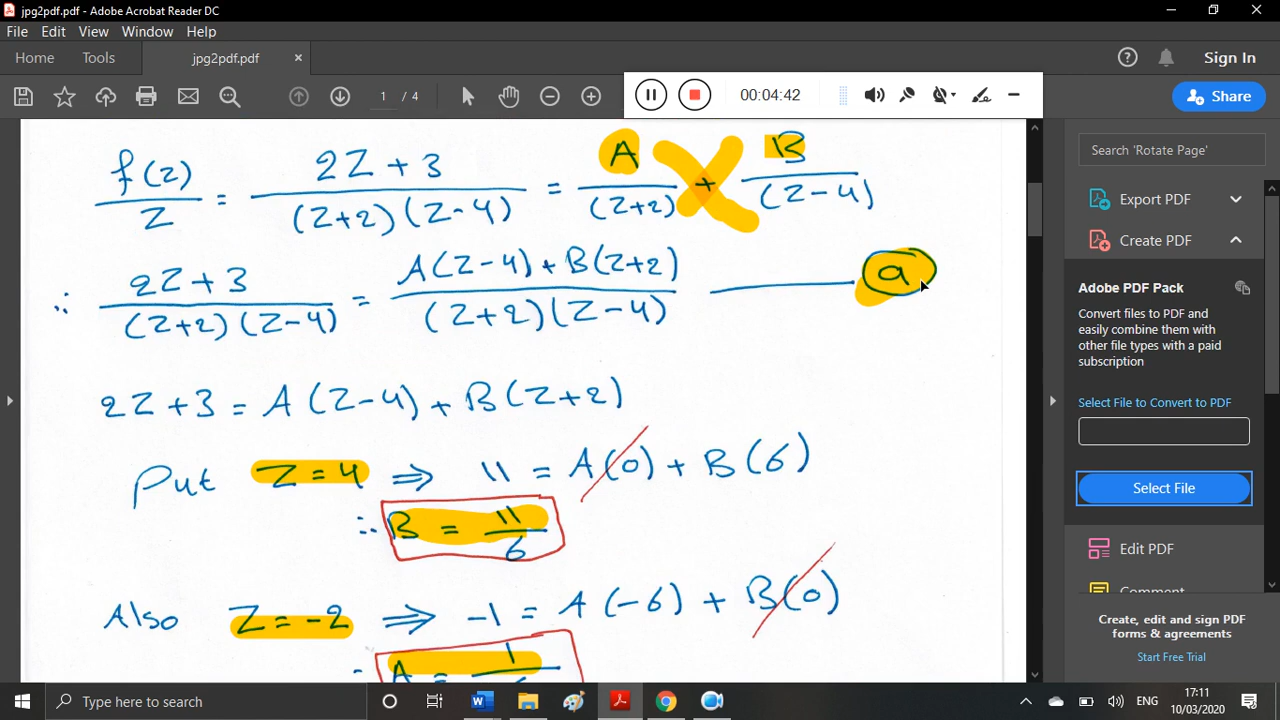 jpg2pdf.pdf - Adobe Acrobat Reader DC
File Edit View Window Help
Home Tools jpg2pdf.pdf × Sign In
1 / 4 00:04:42 Share
f(z)/Z = 2Z + 3/(Z+2)(Z-4) = A/(Z+2) + B/(Z-4)
∴ 2Z + 3/(Z+2)(Z-4) = A(Z-4) + B(Z+2)/(Z+2)(Z-4) a
2Z + 3 = A(Z-4) + B(Z+2)
Put Z = 4 ⇒ 11 = A(0) + B(6)
∴ B = 11/6
Also Z = -2 ⇒ -1 = A(-6) + B(0)
A = 1
Search 'Rotate Page'
Export PDF
Create PDF
Adobe PDF Pack
Convert files to PDF and
easily combine them with
other file types with a paid
subscription
Select File to Convert to PDF
Select File
Edit PDF
Comment
Create, edit and sign PDF
forms & agreements
Start Free Trial
Type here to search
ENG 17:11
10/03/2020